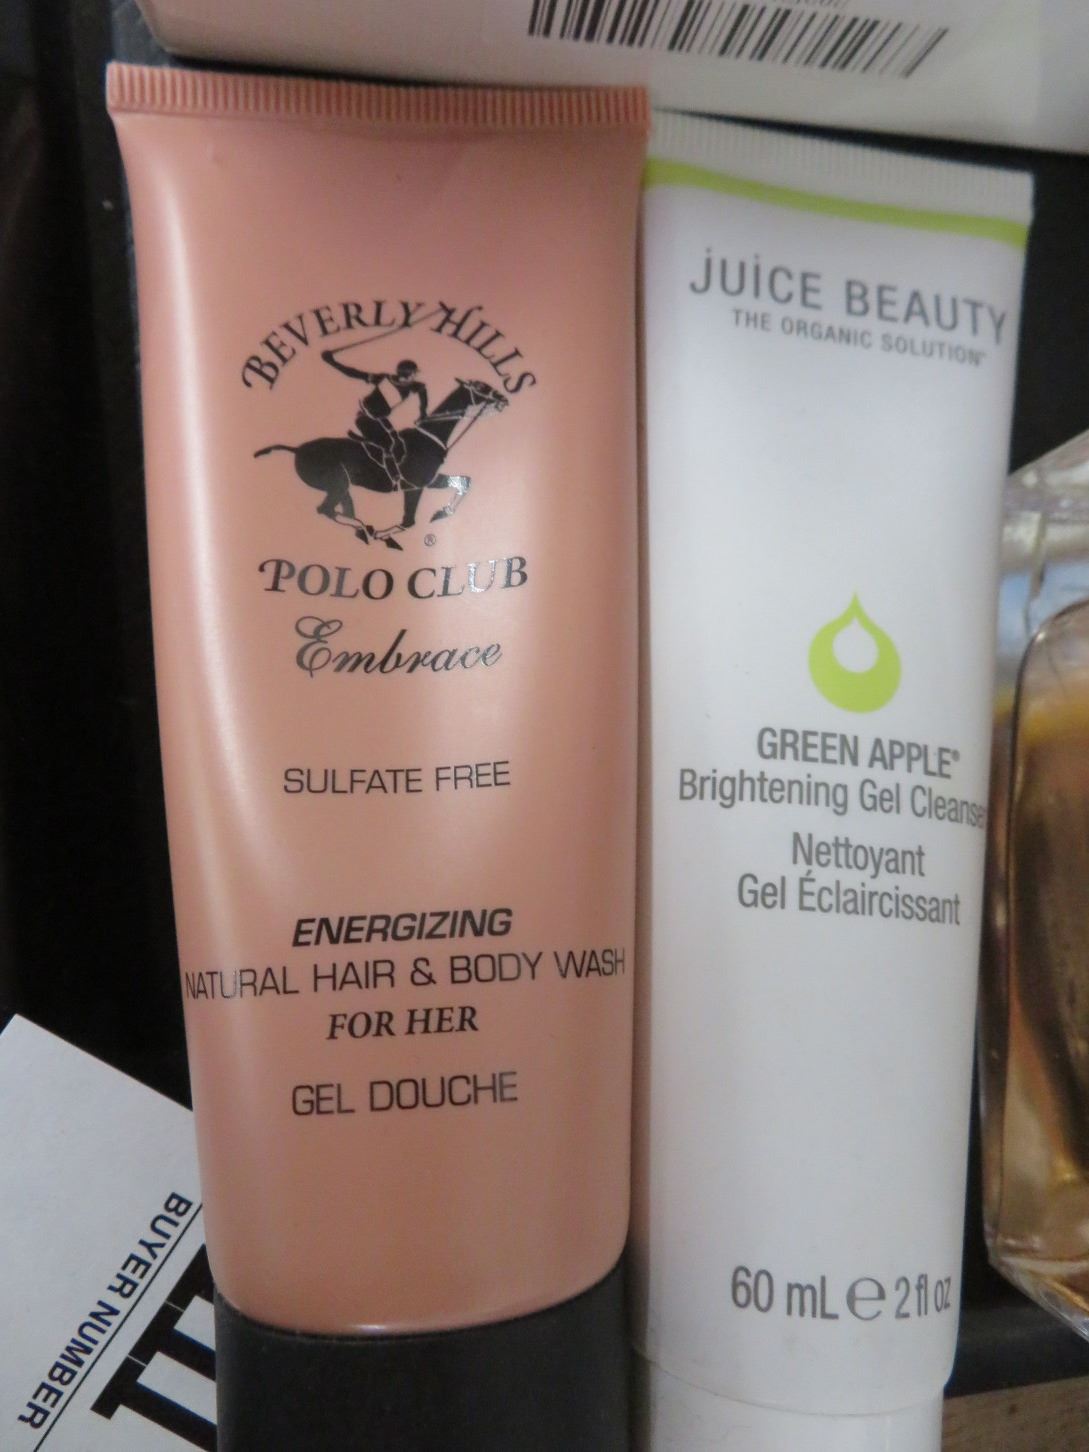 BEVERLY HILLS
POLO CLUB
Embrace
SULFATE FREE
ENERGIZING
NATURAL HAIR & BODY WASH
FOR HER
GEL DOUCHE
JUICE BEAUTY
THE ORGANIC SOLUTION
GREEN APPLE®
Brightening Gel Cleanser
Nettoyant
Gel Éclaircissant
60 mL e 2 fl oz
BUYER NUMBER